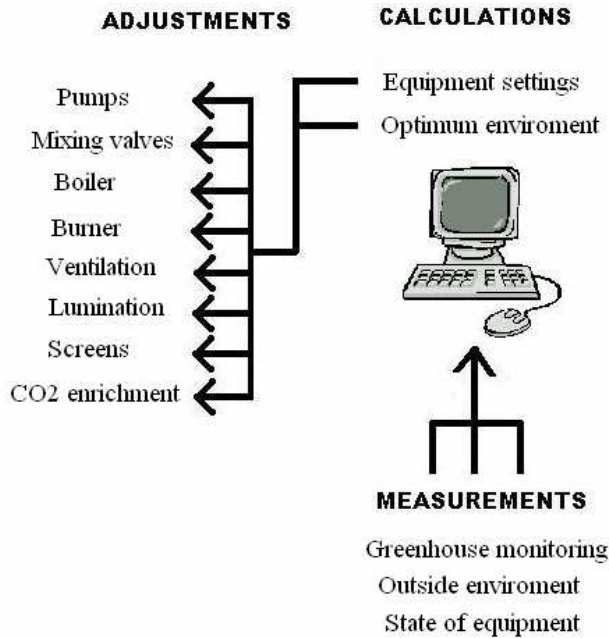 ADJUSTMENTS
Pumps
Mixing valves
Boiler
Burner
Ventilation
Lumination
Screens
CO2 enrichment
CALCULATIONS
Equipment settings
Optimum enviroment
MEASUREMENTS
Greenhouse monitoring
Outside enviroment
State of equipment